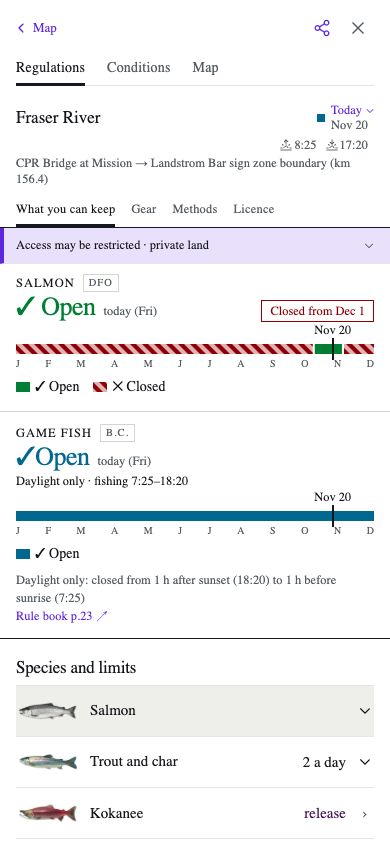 Map
Regulations Conditions Map
Fraser River
Today
Nov 20
8:25 17:20
CPR Bridge at Mission → Landstrom Bar sign zone boundary (km
156.4)
What you can keep Gear Methods Licence
Access may be restricted · private land
SALMON DFO
✓ Open today (Fri)
Closed from Dec 1
Nov 20
J F M A M J J A S O N D
✓ Open ✕ Closed
GAME FISH B.C.
✓ Open today (Fri)
Daylight only · fishing 7:25–18:20
Nov 20
J F M A M J J A S O N D
✓ Open
Daylight only: closed from 1 h after sunset (18:20) to 1 h before
sunrise (7:25)
Rule book p.23 ↗
Species and limits
Salmon
Trout and char 2 a day
Kokanee release ›